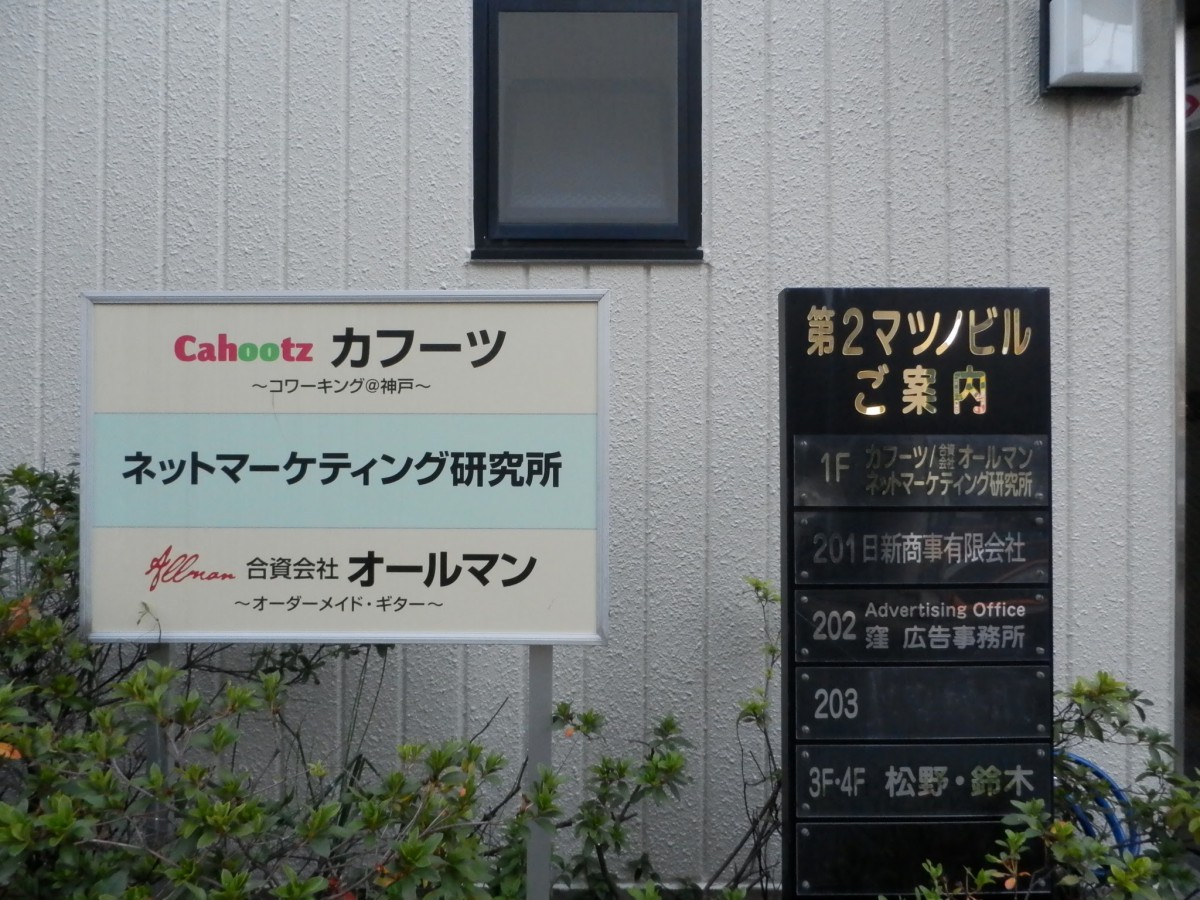 Cahootz カフーツ
～コワーキング@神戸～
ネットマーケティング研究所
Allman 合資会社 オールマン
～オーダーメイド・ギター～
第2マツノビル
ご案内
1F カフーツ/合資会社オールマン
ネットマーケティング研究所
201 日新商事有限会社
202 Advertising Office
窪 広告事務所
203
3F・4F 松野・鈴木